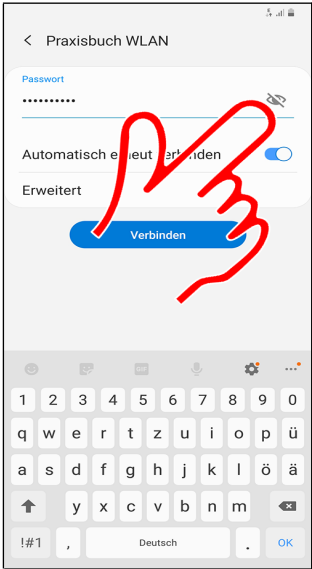 Praxisbuch WLAN
Passwort
••••••••••
Automatisch erneut verbinden
Erweitert
Verbinden
GIF
1 2 3 4 5 6 7 8 9 0
q w e r t z u i o p ü
a s d f g h j k l ö ä
y x c v b n m
!#1 , Deutsch . OK